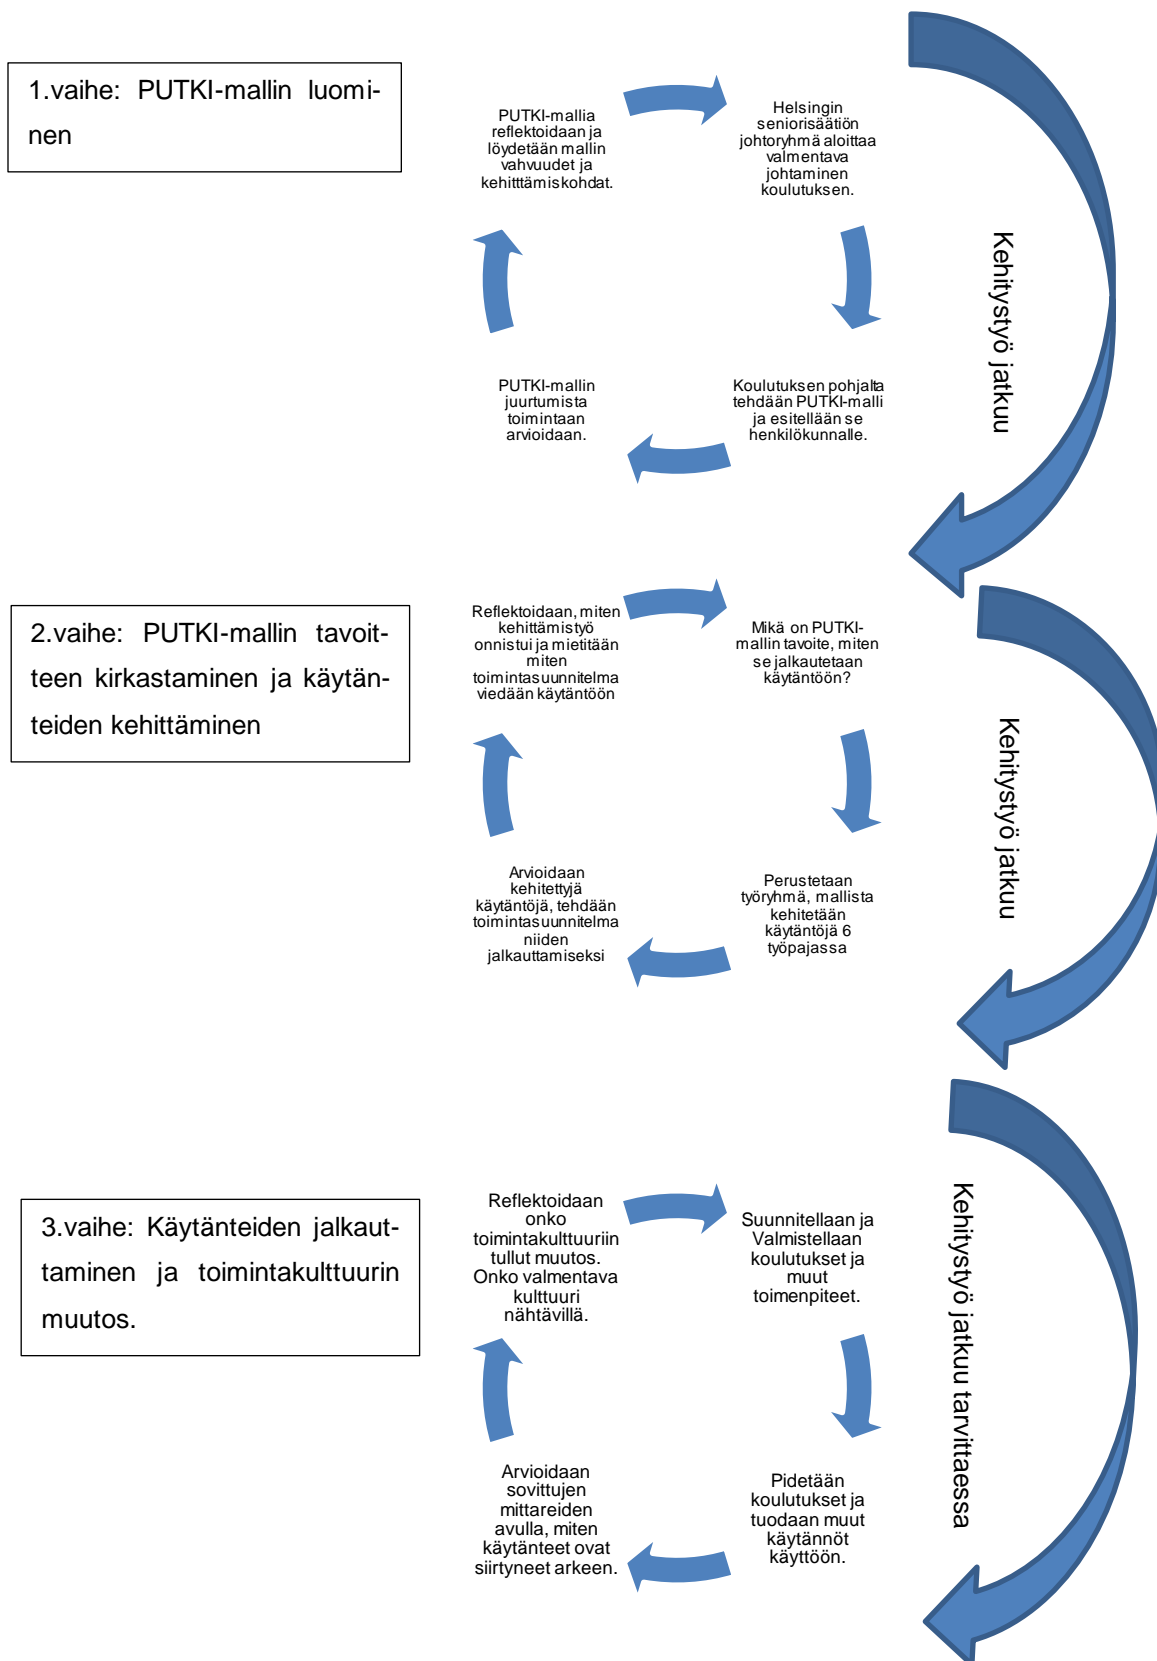 1.vaihe: PUTKI-mallin luomi-
nen
PUTKI-mallia
reflektoidaan ja
löydetään mallin
vahvuudet ja
kehitttämiskohdat.
Helsingin
seniorisäätiön
johtoryhmä aloittaa
valmentava
johtaminen
koulutuksen.
Koulutuksen pohjalta
tehdään PUTKI-malli
ja esitellään se
henkilökunnalle.
PUTKI-mallin
juurtumista
toimintaan
arvioidaan.
Kehitystyö jatkuu
2.vaihe: PUTKI-mallin tavoit-
teen kirkastaminen ja käytän-
teiden kehittäminen
Reflektoidaan, miten
kehittämistyö
onnistui ja mietitään
miten
toimintasuunnitelma
viedään käytäntöön
Mikä on PUTKI-
mallin tavoite, miten
se jalkautetaan
käytäntöön?
Perustetaan
työryhmä, mallista
kehitetään
käytäntöjä 6
työpajassa
Arvioidaan
kehitettyjä
käytäntöjä, tehdään
toimintasuunnitelma
niiden
jalkauttamiseksi
Kehitystyö jatkuu
3.vaihe: Käytänteiden jalkaut-
taminen ja toimintakulttuurin
muutos.
Reflektoidaan
onko
toimintakulttuuriin
tullut muutos.
Onko valmentava
kulttuuri
nähtävillä.
Suunnitellaan ja
Valmistellaan
koulutukset ja
muut
toimenpiteet.
Pidetään
koulutukset ja
tuodaan muut
käytännöt
käyttöön.
Arvioidaan
sovittujen
mittareiden
avulla, miten
käytänteet ovat
siirtyneet arkeen.
Kehitystyö jatkuu tarvittaessa